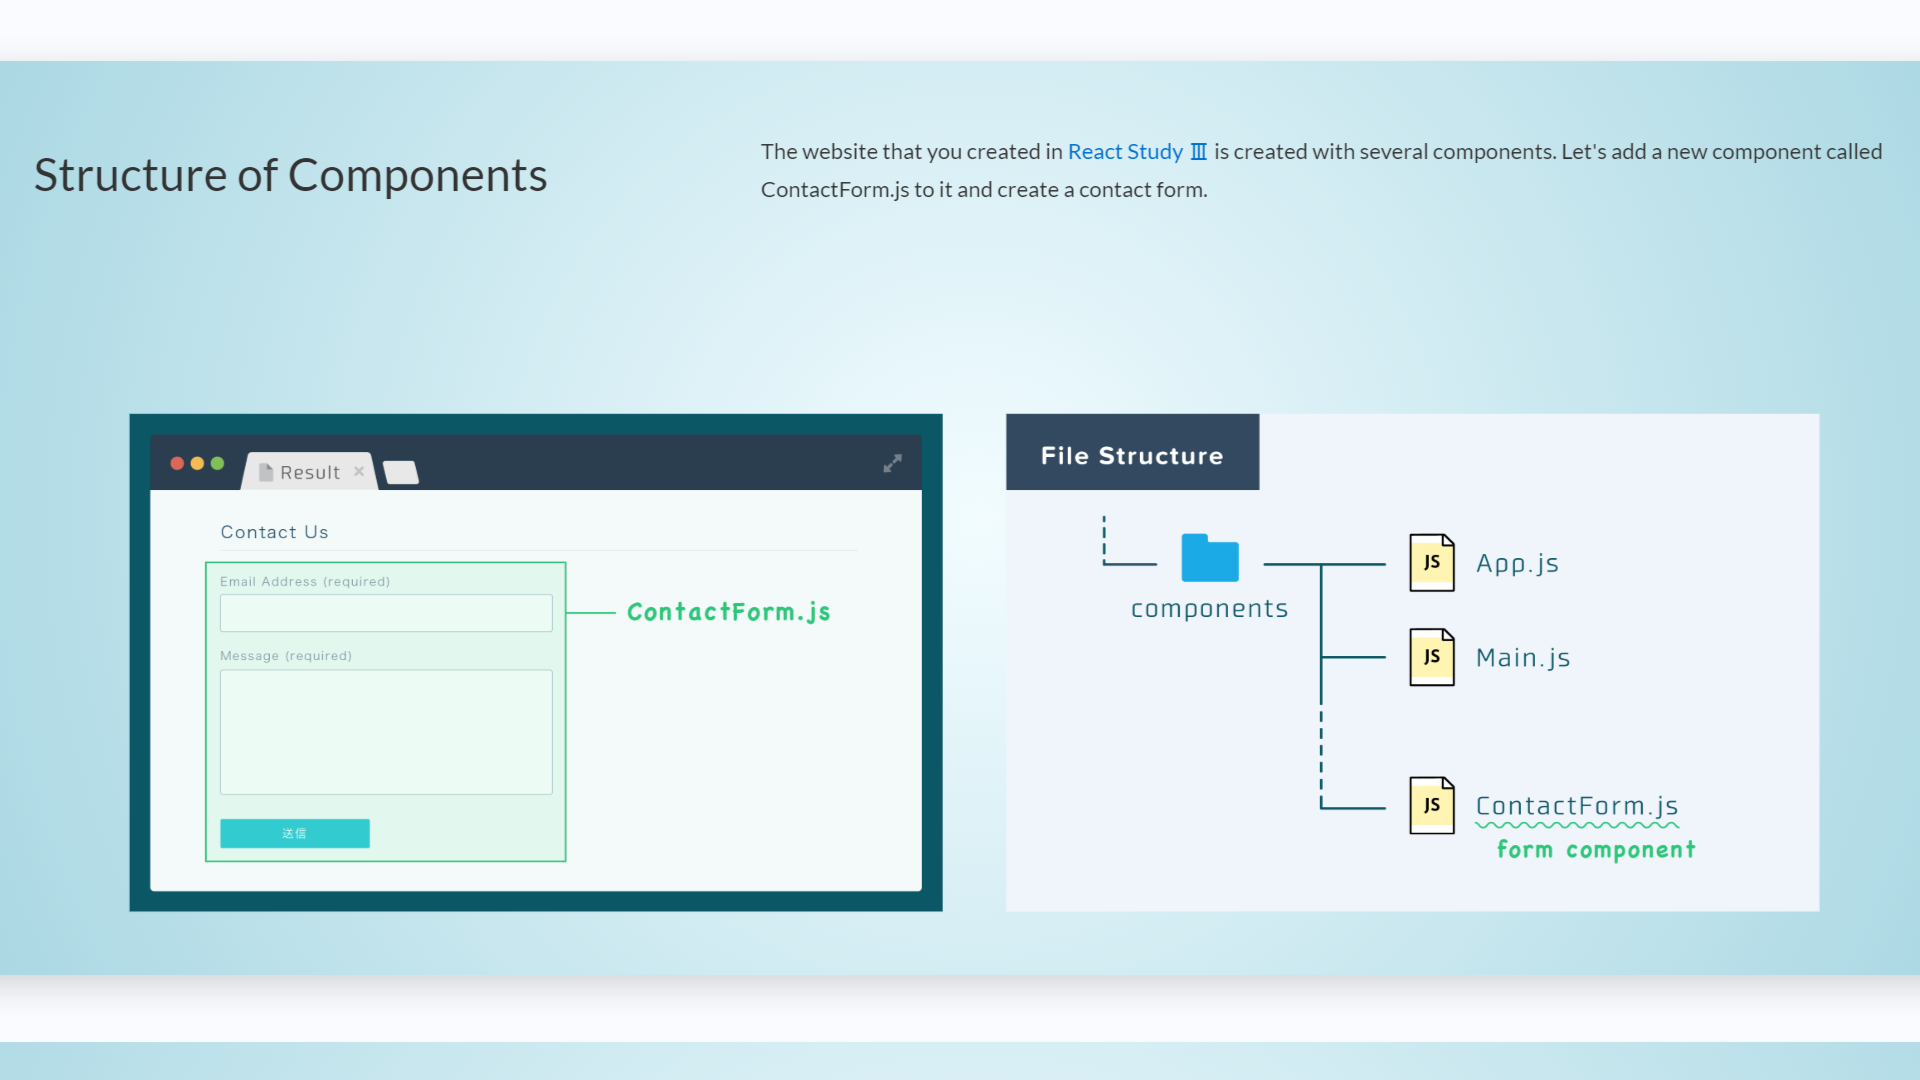 Structure of Components
The website that you created in React Study Ⅲ is created with several components. Let's add a new component called
ContactForm.js to it and create a contact form.
Result
Contact Us
Email Address (required)
ContactForm.js
Message (required)
送信
File Structure
components
JS App.js
JS Main.js
JS ContactForm.js
form component